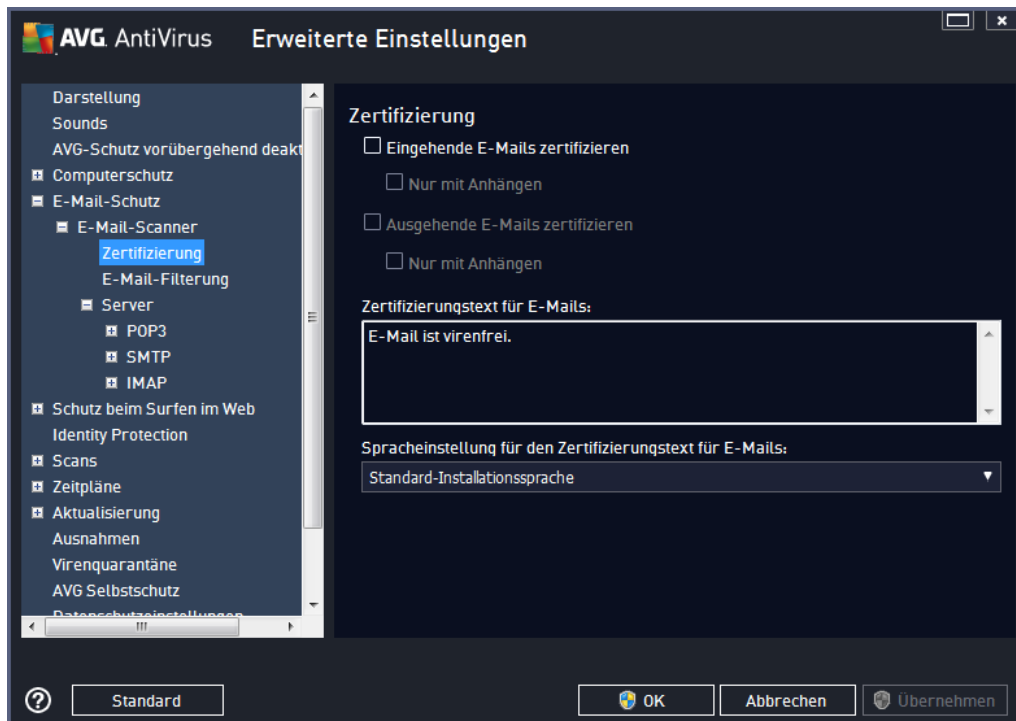 AVG AntiVirus Erweiterte Einstellungen
Darstellung
Sounds
AVG-Schutz vorübergehend deakt
Computerschutz
E-Mail-Schutz
E-Mail-Scanner
Zertifizierung
E-Mail-Filterung
Server
POP3
SMTP
IMAP
Schutz beim Surfen im Web
Identity Protection
Scans
Zeitpläne
Aktualisierung
Ausnahmen
Virenquarantäne
AVG Selbstschutz
Datenschutzeinstellungen
Zertifizierung
Eingehende E-Mails zertifizieren
Nur mit Anhängen
Ausgehende E-Mails zertifizieren
Nur mit Anhängen
Zertifizierungstext für E-Mails:
E-Mail ist virenfrei.
Spracheinstellung für den Zertifizierungstext für E-Mails:
Standard-Installationssprache
? Standard OK Abbrechen Übernehmen